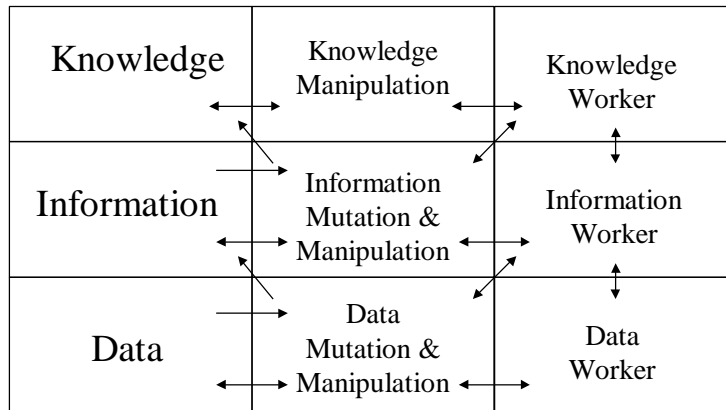 Knowledge
Knowledge
Manipulation
Knowledge
Worker
Information
Information
Mutation &
Manipulation
Information
Worker
Data
Data
Mutation &
Manipulation
Data
Worker